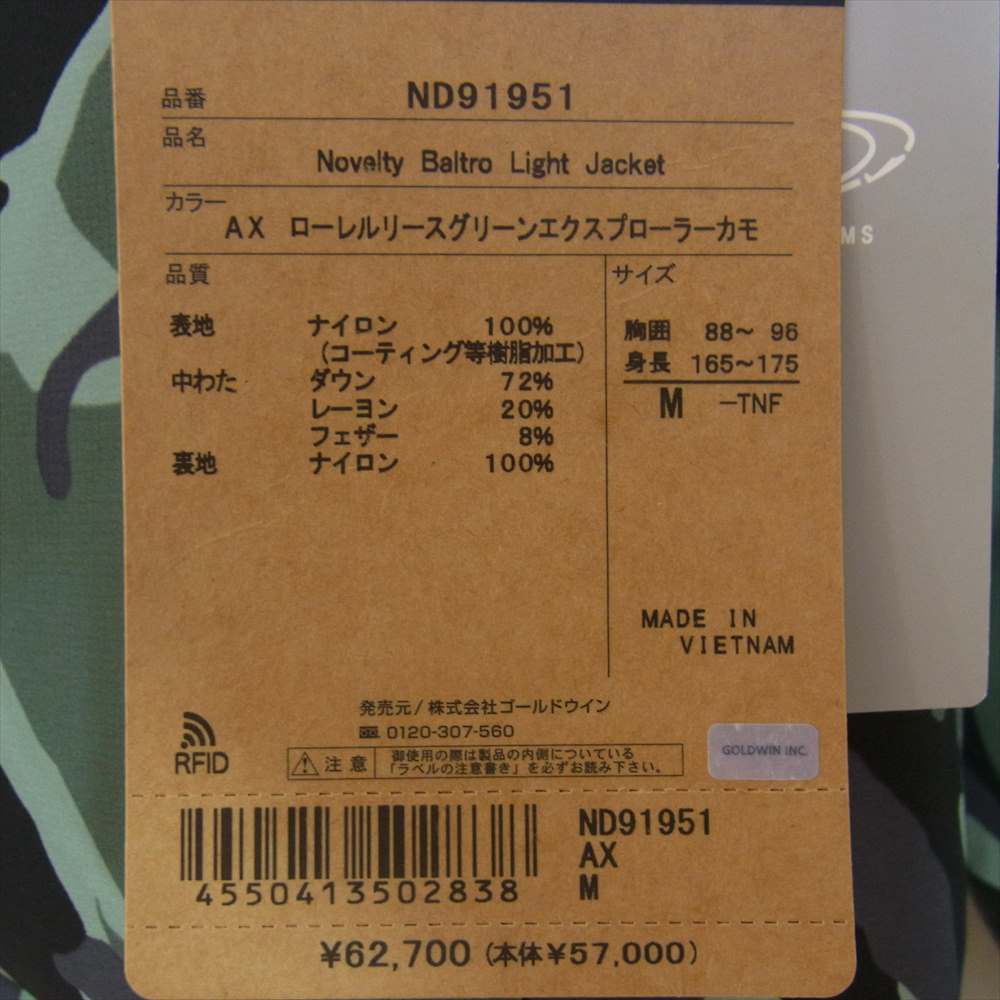 品番 ND91951
品名
Novelty Baltro Light Jacket
カラー
AX ローレルリースグリーンエクスプローラーカモ
品質
サイズ
表地 ナイロン 100%
(コーティング等樹脂加工)
中わた ダウン 72%
レーヨン 20%
フェザー 8%
裏地 ナイロン 100%
胸囲 88～ 96
身長 165～175
M －TNF
MADE IN
VIETNAM
発売元/株式会社ゴールドウイン
0120-307-560
RFID
注意
御使用の際は製品の内側についている
「ラベルの注意書き」を必ずお読み下さい。
GOLDWIN INC.
4550413502838
ND91951
AX
M
¥62,700 (本体¥57,000)
MS